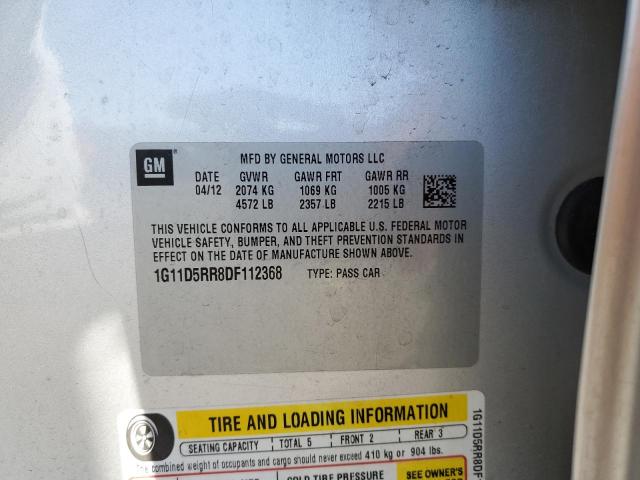 GM
MFD BY GENERAL MOTORS LLC
DATE GVWR GAWR FRT GAWR RR
04/12 2074 KG 1069 KG 1005 KG
4572 LB 2357 LB 2215 LB
THIS VEHICLE CONFORMS TO ALL APPLICABLE U.S. FEDERAL MOTOR
VEHICLE SAFETY, BUMPER, AND THEFT PREVENTION STANDARDS
IN EFFECT ON THE DATE OF MANUFACTURE SHOWN ABOVE.
1G11D5RR8DF112368 TYPE: PASS CAR
TIRE AND LOADING INFORMATION
SEATING CAPACITY TOTAL 5 FRONT 2 REAR 3
The combined weight of occupants and cargo should never exceed 410 kg or 904 lbs.
COLD TIRE PRESSURE SEE OWNER'S
1G11D5RR8DF